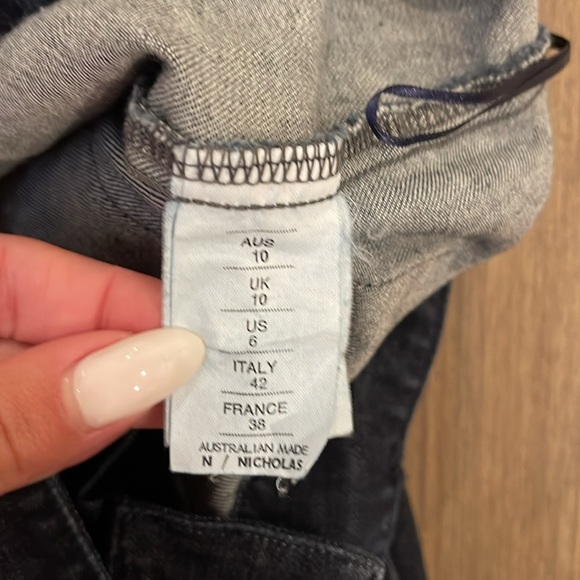 AUS
10
UK
10
US
6
ITALY
42
FRANCE
38
AUSTRALIAN MADE
N / NICHOLAS